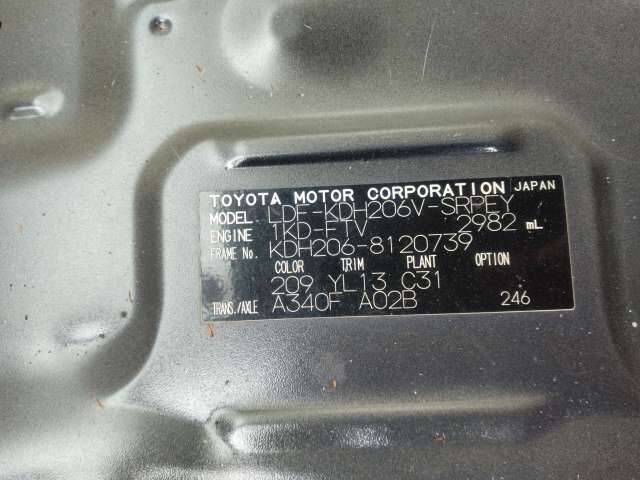 TOYOTA MOTOR CORPORATION JAPAN
MODEL LDF-KDH206V-SRPEY
ENGINE 1KD-FTV 2982 mL
FRAME No. KDH206-8120739
COLOR TRIM PLANT OPTION
209 YL13 C31
TRANS./AXLE A340F A02B 246